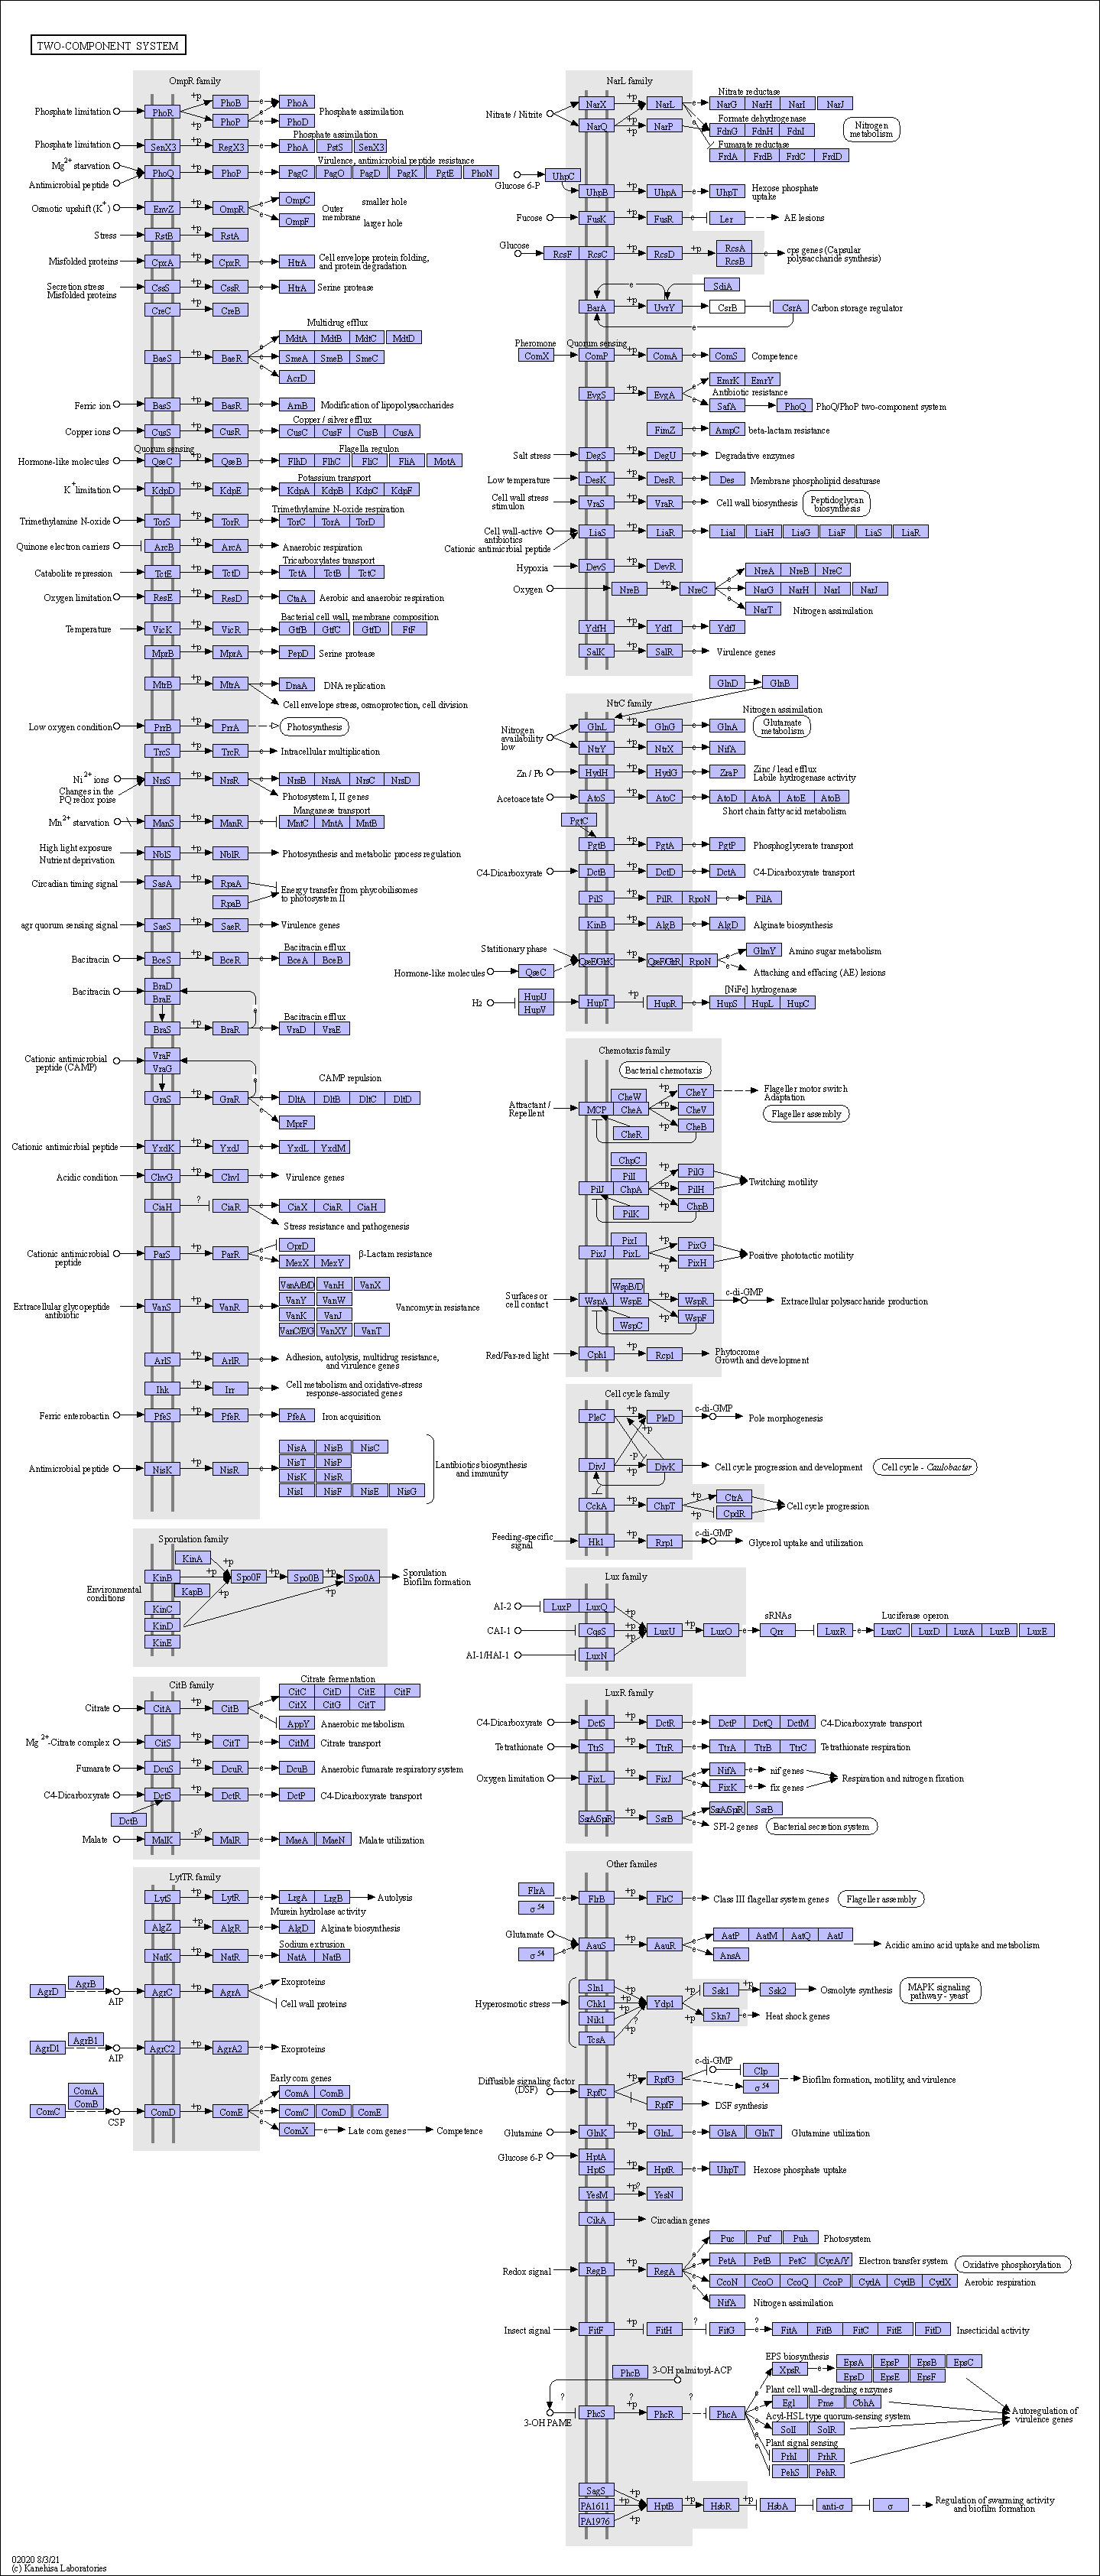 TWO-COMPONENT SYSTEM
OmpR family
Phosphate limitation PhoR +p PhoB e PhoA
+p PhoP e PhoD Phosphate assimilation
Phosphate assimilation
Phosphate limitation SenX3 +p RegX3 e PhoA PstS SenX3
Virulence, antimicrobial peptide resistance
Mg2+ starvation
Antimicrobial peptide PhoQ +p PhoP e PagC PagO PagD PagK PgtE PhoN
Osmotic upshift (K+) EnvZ +p OmpR e OmpC smaller hole
Outer membrane
e OmpF larger hole
Stress RstB +p RstA
Misfolded proteins CpxA +p CpxR e HtrA Cell envelope protein folding, and protein degradation
Secretion stress
Misfolded proteins CssS +p CssR e HtrA Serine protease
CreC +p CreB
Multidrug efflux
MdtA MdtB MdtC MdtD
BaeS +p BaeR e SmeA SmeB SmeC
AcrD
Ferric ion BasS +p BasR e ArnB Modification of lipopolysaccharides
Copper / silver efflux
Copper ions CusS +p CusR e CusC CusF CusB CusA
Quorum sensing Flagella regulon
Hormone-like molecules QseC +p QseB e FlhD FlhC FliC FliA MotA
Potassium transport
K+ limitation KdpD +p KdpE e KdpA KdpB KdpC KdpF
Trimethylamine N-oxide respiration
Trimethylamine N-oxide TorS +p TorR e TorC TorA TorD
Quinone electron carriers ArcB +p ArcA Anaerobic respiration
Tricarboxylates transport
Catabolite repression TctE +p TctD e TctA TctB TctC
Oxygen limitation ResE +p ResD e CtaA Aerobic and anaerobic respiration
Bacterial cell wall, membrane composition
Temperature VicK +p VicR e GtfB GtfC GtfD FtF
MprB +p MprA e PepD Serine protease
MtrB +p MtrA DnaA DNA replication
Cell envelope stress, osmoprotection, cell division
Low oxygen condition PrrB +p PrrA Photosynthesis
TrcS +p TrcR Intracellular multiplication
Ni2+ ions
Changes in the PQ redox poise NrsS +p NrsR e NrsB NrsA NrsC NrsD
Photosystem I, II genes
Manganese transport
Mn2+ starvation ManS +p ManR e MntC MntA MntB
High light exposure
Nutrient deprivation NblS +p NblR Photosynthesis and metabolic process regulation
Circadian timing signal SasA +p RpaA
RpaB Energy transfer from phycobilisomes to photosystem II
agr quorum sensing signal SaeS +p SaeR e Virulence genes
Bacitracin efflux
Bacitracin BceS +p BceR e BceA BceB
Bacitracin BraD
BraE
Bacitracin efflux
BraS +p BraR e VraD VraE
Cationic antimicrobial peptide (CAMP) VraF
VraG
CAMP repulsion
GraS +p GraR e DltA DltB DltC DltD
MprF
Cationic antimicrbial peptide YxdK +p YxdJ e YxdL YxdM
Acidic condition ChvG +p ChvI e Virulence genes
CiaH ? CiaR e CiaX CiaR CiaH
Stress resistance and pathogenesis
Cationic antimicrobial peptide ParS +p ParR e OprD
e MexX MexY β-Lactam resistance
VanA/B/D VanH VanX
Extracellular glycopeptide antibiotic VanS +p VanR e VanY VanW Vancomycin resistance
VanK VanJ
VanC/E/G VanXY VanT
ArlS +p ArlR e Adhesion, autolysis, multidrug resistance, and virulence genes
Ihk +p Irr e Cell metabolism and oxidative-stress response-associated genes
Ferric enterobactin PfeS +p PfeR e PfeA Iron acquisition
NisA NisB NisC
NisT NisP
Antimicrobial peptide NisK +p NisR e NisK NisR
NisI NisF NisE NisG
Lantibiotics biosynthesis and immunity
Sporulation family
Environmental conditions
KinA +p
KinB +p Spo0F +p Spo0B +p Spo0A Sporulation
Biofilm formation
KapB +p +p
KinC
KinD
KinE
CitB family
Citrate fermentation
CitC CitD CitE CitF
Citrate CitA +p CitB e CitX CitG CitT
AppY Anaerobic metabolism
Mg2+-Citrate complex CitS +p CitT e CitM Citrate transport
Fumarate DcuS +p DcuR e DcuB Anaerobic fumarate respiratory system
C4-Dicarboxyrate DctS +p DctR e DctP C4-Dicarboxyrate transport
DctB
Malate MalK -p? MalR e MaeA MaeN Malate utilization
LytTR family
LytS +p LytR e LrgA LrgB Autolysis
Murein hydrolase activity
AlgZ +p AlgR e AlgD Alginate biosynthesis
Sodium extrusion
NatK +p NatR e NatA NatB
AgrD AgrB AIP AgrC +p AgrA e Exoproteins
e Cell wall proteins
AgrD1 AgrB1 AIP AgrC2 +p AgrA2 e Exoproteins
Early com genes
ComA
ComB
ComA ComB
ComC CSP ComD +p ComE e ComC ComD ComE
ComX e Late com genes Competence
NarL family
Nitrate reductase
Nitrate / Nitrite NarX +p NarL e NarG NarH NarI NarJ
Formate dehydrogenase
NarQ +p NarP FdnG FdnH FdnI
Nitrogen metabolism
Fumarate reductase
FrdA FrdB FrdC FrdD
Glucose 6-P UhpC
UhpB +p UhpA e UhpT Hexose phosphate uptake
Fucose FusK +p FusR e Ler AE lesions
Glucose RcsF RcsC +p RcsD +p RcsA
RcsB e cps genes (Capsular polysaccharide synthesis)
e SdiA
BarA +p UvrY CsrB CsrA Carbon storage regulator
e
Pheromone Quorum sensing
ComX ComP +p ComA e ComS Competence
EvgS +p EvgA e EmrK EmrY
Antibiotic resistance
e SafA PhoQ PhoQ/PhoP two-component system
FimZ e AmpC beta-lactam resistance
Salt stress DegS +p DegU e Degradative enzymes
Low temperature DesK +p DesR e Des Membrane phospholipid desaturase
Cell wall stress stimulon VraS +p VraR e Cell wall biosynthesis Peptidoglycan biosynthesis
Cell wall-active antibiotics
Cationic antimicrbial peptide LiaS +p LiaR e LiaI LiaH LiaG LiaF LiaS LiaR
Hypoxia DevS +p DevR
NreA NreB NreC
Oxygen NreB +p NreC e NarG NarH NarI NarJ
NarT Nitrogen assimilation
YdfH +p YdfI e YdfJ
SalK +p SalR e Virulence genes
GlnD GlnB
NtrC family
Nitrogen assimilation
Nitrogen availability low GlnL +p GlnG e GlnA Glutamate metabolism
NtrY +p NtrX e NifA
Zn / Pb HydH +p HydG e ZraP Zinc / lead efflux
Labile hydrogenase activity
Acetoacetate AtoS +p AtoC e AtoD AtoA AtoE AtoB
Short chain fatty acid metabolism
PgtC
PgtB +p PgtA e PgtP Phosphoglycerate transport
C4-Dicarboxyrate DctB +p DctD e DctA C4-Dicarboxyrate transport
PilS +p PilR RpoN e PilA
KinB +p AlgB e AlgD Alginate biosynthesis
Statitionary phase
Hormone-like molecules QseC QseE/GlrK +p QseF/GlrR RpoN e GlmY Amino sugar metabolism
e Attaching and effacing (AE) lesions
[NiFe] hydrogenase
H2 HupU
HupV HupT +p HupR e HupS HupL HupC
Chemotaxis family
Bacterial chemotaxis
CheW +p CheY Flageller motor switch
Adaptation
Attractant / Repellent MCP CheA +p CheV Flageller assembly
CheR +p CheB
ChpC
PilI +p PilG
PilJ ChpA +p PilH Twitching motility
PilK +p ChpB
PixI +p PixG
PixJ PixL +p PixH Positive phototactic motility
WspB/D
Surfaces or cell contact WspA WspE +p WspR c-di-GMP Extracellular polysaccharide production
WspC +p WspF
Red/Far-red light Cph1 +p Rcp1 Phytocrome
Growth and development
Cell cycle family
PleC PleD c-di-GMP Pole morphogenesis
+p
-p
DivJ +p DivK Cell cycle progression and development Cell cycle - Caulobacter
CckA +p ChpT +p CtrA
+p CpdR Cell cycle progression
Feeding-specific signal Hk1 +p Rrp1 c-di-GMP Glycerol uptake and utilization
Lux family
AI-2 LuxP LuxQ +p
sRNAs Luciferase operon
CAI-1 CqsS +p LuxU +p LuxO e Qrr LuxR e LuxC LuxD LuxA LuxB LuxE
AI-1/HAI-1 LuxN +p
LuxR family
C4-Dicarboxyrate DctS +p DctR e DctP DctQ DctM C4-Dicarboxyrate transport
Tetrathionate TtrS +p TtrR e TtrA TtrB TtrC Tetrathionate respiration
Oxygen limitation FixL +p FixJ e NifA nif genes
e FixK fix genes Respiration and nitrogen fixation
SsrA/SpiR +p SsrB e SsrA/SpiR SsrB
e SPI-2 genes Bacterial secretion system
Other familes
FlrA
σ54 e FlrB +p FlrC e Class III flagellar system genes Flageller assembly
Glutamate AauS +p AauR e AatP AatM AatQ AatJ
σ54 e AnsA Acidic amino acid uptake and metabolism
Hyperosmotic stress
Sln1 +p
Chk1 +p Ydp1 +p Ssk1 +p Ssk2 Osmolyte synthesis MAPK signaling pathway - yeast
Nik1 +p +p Skn7 e Heat shock genes
TcsA ? +p
Diffusible signaling factor (DSF) RpfC +p RpfG c-di-GMP Clp
σ54 Biofilm formation, motility, and virulence
RpfF DSF synthesis
Glutamine GlnK +p GlnL e GlsA GlnT Glutamine utilization
Glucose 6-P HptA
HptS +p HptR e UhpT Hexose phosphate uptake
YesM +p? YesN
CikA Circadian genes
Puc Puf Puh Photosystem
Redox signal RegB +p RegA e PetA PetB PetC CycA/Y Electron transfer system Oxidative phosphorylation
CcoN CcoO CcoQ CcoP CydA CydB CydX Aerobic respiration
NifA Nitrogen assimilation
Insect signal FitF +p FitH ? FitG ? e FitA FitB FitC FitE FitD Insecticidal activity
EPS biosynthesis
PhcB 3-OH palmitoyl-ACP XpsR e EpsA EpsP EpsB EpsC
EpsD EpsE EpsF
Plant cell wall-degrading enzymes
Egl Pme CbhA
3-OH PAME ? PhcS ? PhcR ? PhcA
Acyl-HSL type quorum-sensing system
SolI SolR
Autoregulation of virulence genes
Plant signal sensing
PrhI PrhR
PehS PehR
SagS +p
PA1611 +p HptB +p HsbR +p HsbA anti-σ σ Regulation of swarming activity and biofilm formation
PA1976 +p
02020 8/3/21
(c) Kanehisa Laboratories